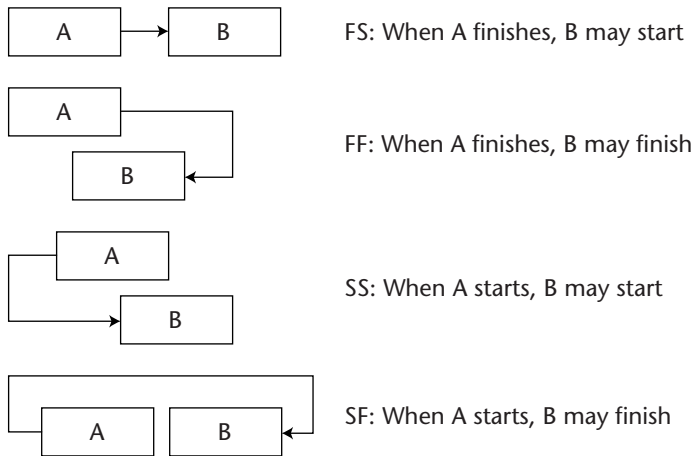 A B FS: When A finishes, B may start
A
B
FF: When A finishes, B may finish
A
B
SS: When A starts, B may start
A B SF: When A starts, B may finish